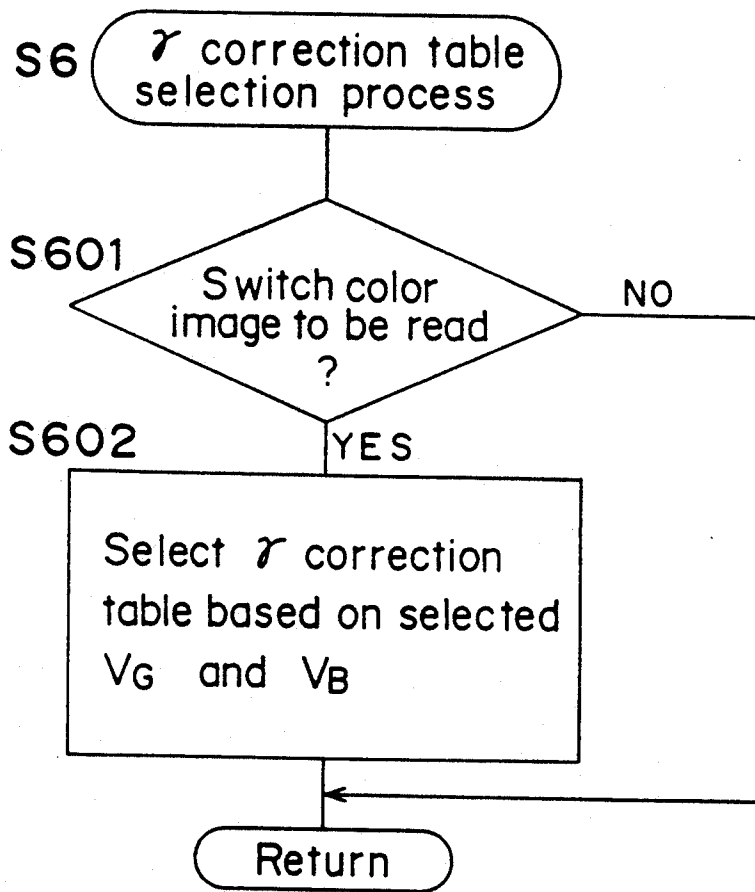 S6
γ correction table
selection process
S601
Switch color
image to be read
?
NO
S602
YES
Select γ correction
table based on selected
VG and VB
Return